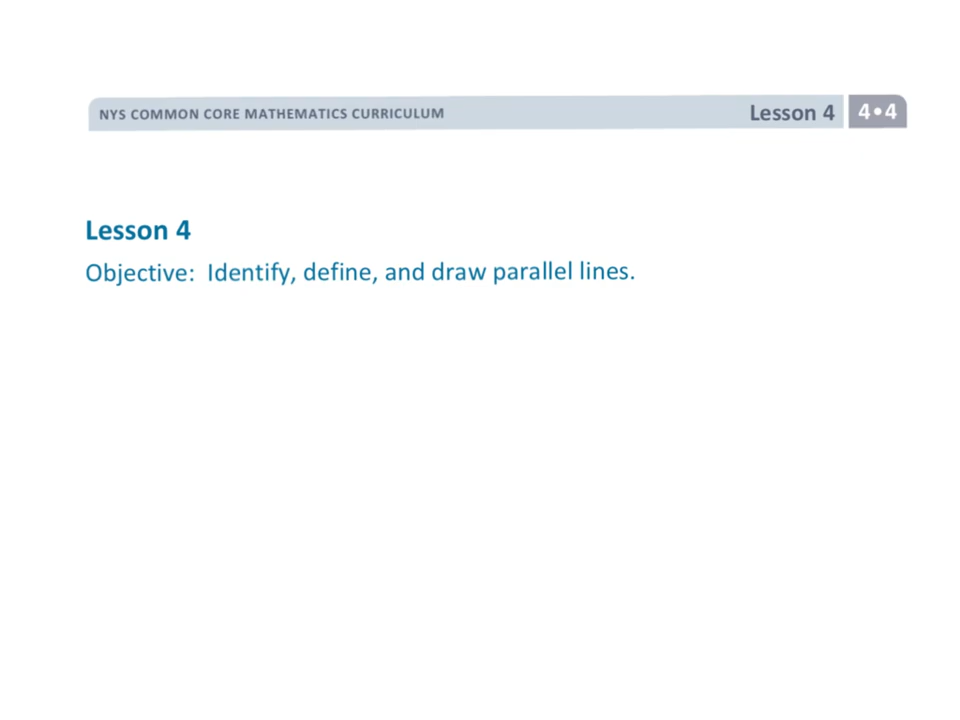 NYS COMMON CORE MATHEMATICS CURRICULUM Lesson 4 4•4
Lesson 4
Objective: Identify, define, and draw parallel lines.